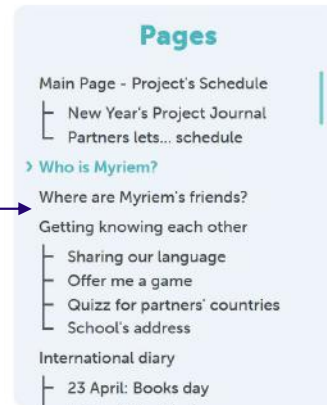 Pages
Main Page - Project's Schedule
New Year's Project Journal
Partners lets... schedule
Who is Myriem?
Where are Myriem's friends?
Getting knowing each other
Sharing our language
Offer me a game
Quizz for partners' countries
School's address
International diary
23 April: Books day